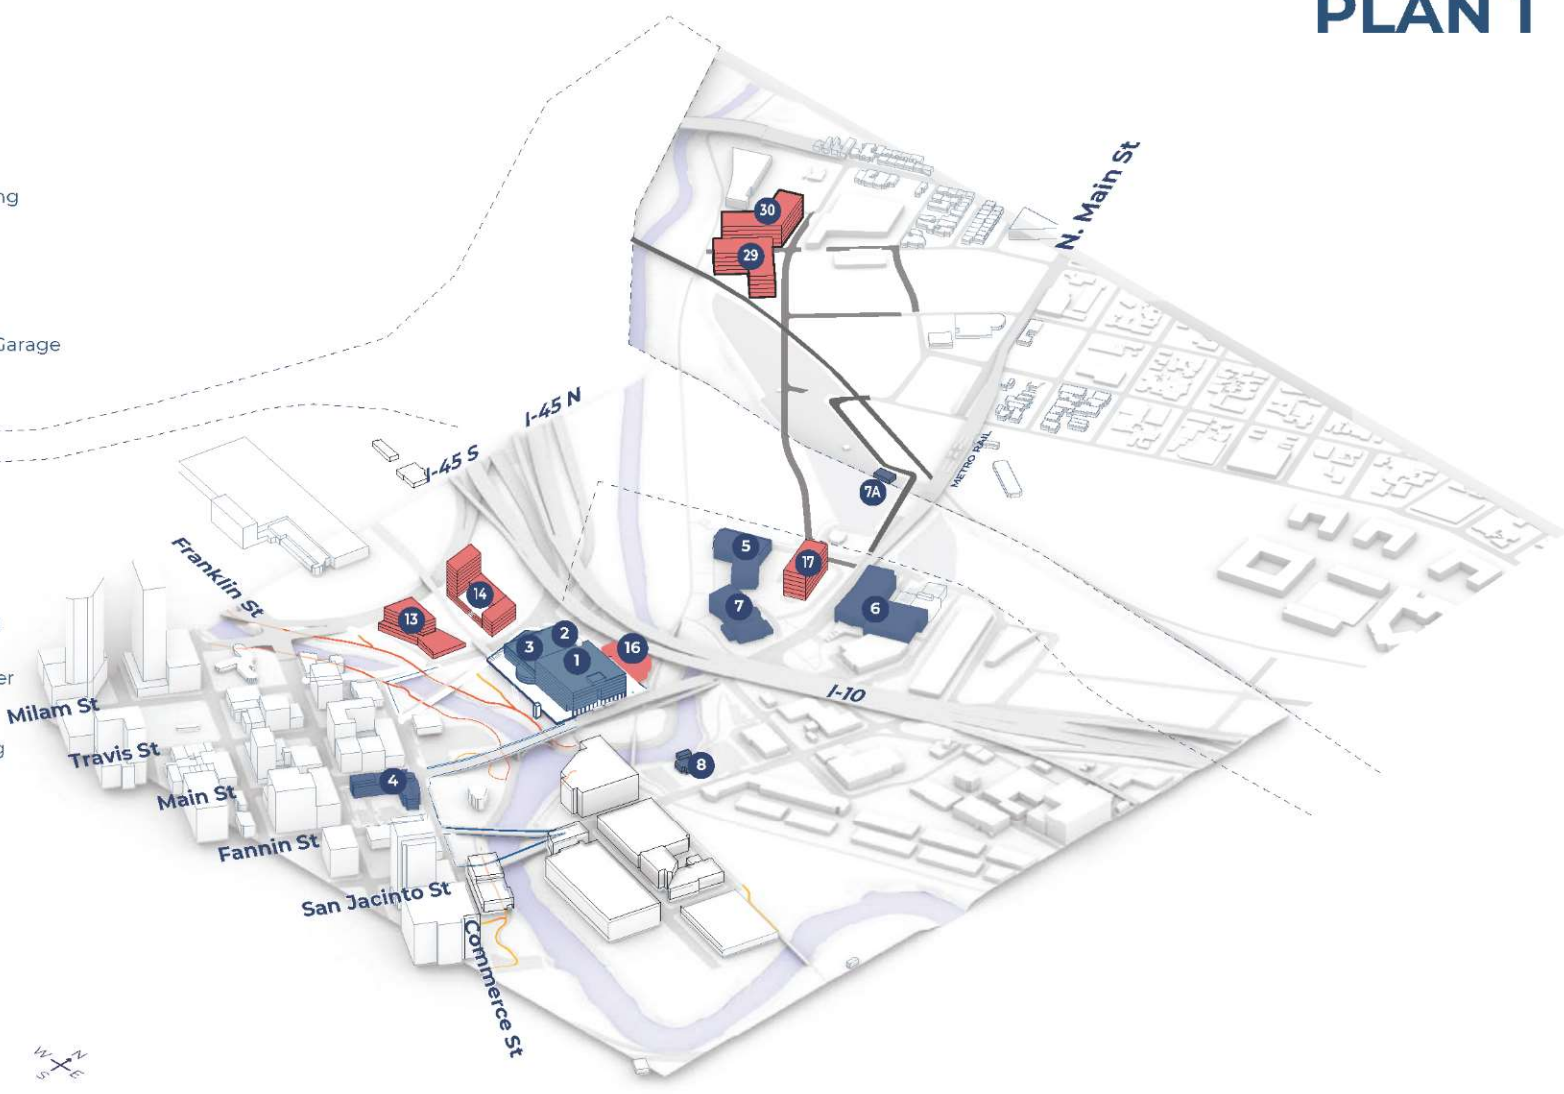 PLAN 1
ng
Garage
er
g
N. Main St
30
29
I-45 N
I-45 S
METRO RAIL
7A
Franklin St
5
17
14
7
6
13
2
3
1
16
I-10
Milam St
Travis St
8
4
Main St
Fannin St
San Jacinto St
Commerce St
W
N
S
E